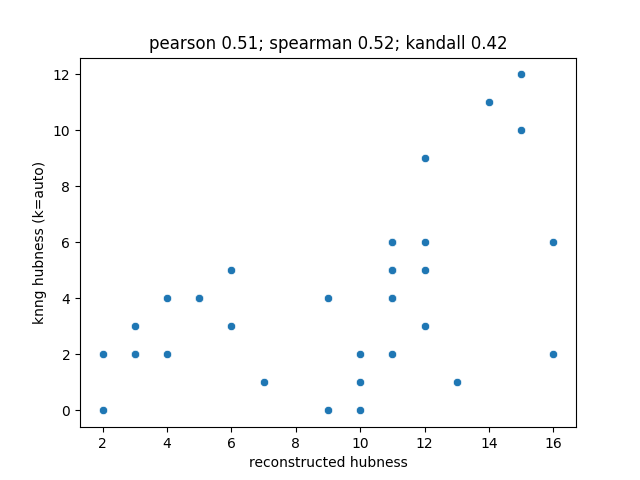 pearson 0.51; spearman 0.52; kandall 0.42
12
10
8
6
4
2
0
knng hubness (k=auto)
2 4 6 8 10 12 14 16
reconstructed hubness